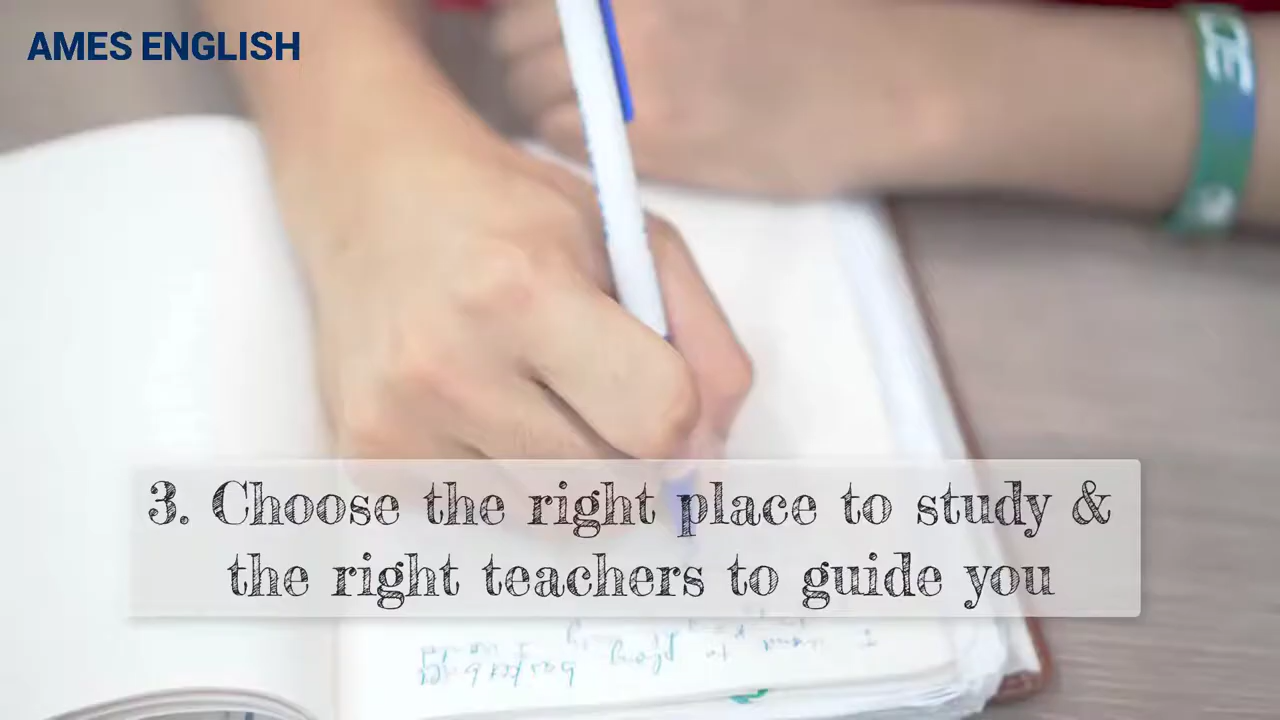 AMES ENGLISH
3. Choose the right place to study &
the right teachers to guide you